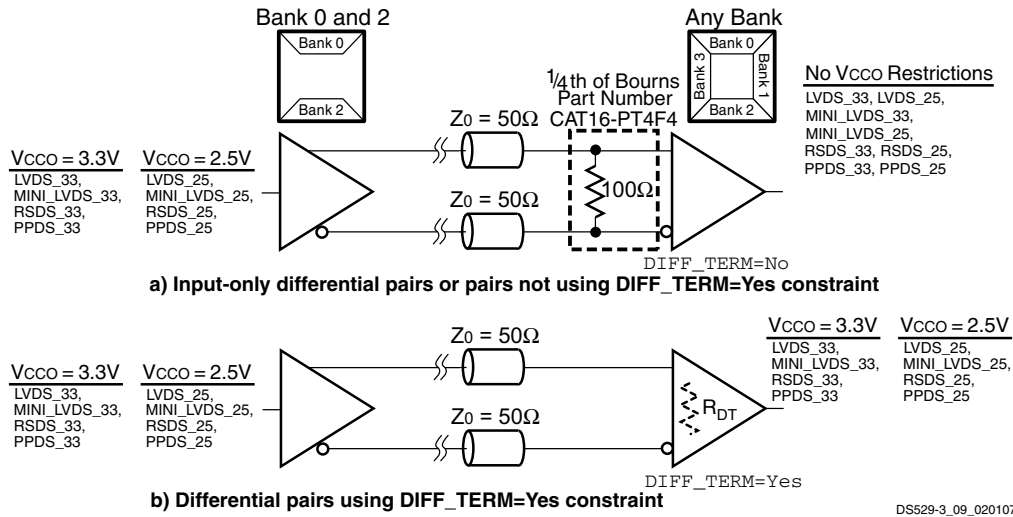 Bank 0 and 2
Bank 0
Bank 2
Any Bank
Bank 0
Bank 3
Bank 1
Bank 2
1/4th of Bourns
Part Number
CAT16-PT4F4
No VCCO Restrictions
LVDS_33, LVDS_25,
MINI_LVDS_33,
MINI_LVDS_25,
RSDS_33, RSDS_25,
PPDS_33, PPDS_25
VCCO = 3.3V
LVDS_33,
MINI_LVDS_33,
RSDS_33,
PPDS_33
VCCO = 2.5V
LVDS_25,
MINI_LVDS_25,
RSDS_25,
PPDS_25
Z0 = 50Ω
Z0 = 50Ω
100Ω
DIFF_TERM=No
a) Input-only differential pairs or pairs not using DIFF_TERM=Yes constraint
VCCO = 3.3V
LVDS_33,
MINI_LVDS_33,
RSDS_33,
PPDS_33
VCCO = 2.5V
LVDS_25,
MINI_LVDS_25,
RSDS_25,
PPDS_25
Z0 = 50Ω
Z0 = 50Ω
RDT
VCCO = 3.3V
LVDS_33,
MINI_LVDS_33,
RSDS_33,
PPDS_33
VCCO = 2.5V
LVDS_25,
MINI_LVDS_25,
RSDS_25,
PPDS_25
DIFF_TERM=Yes
b) Differential pairs using DIFF_TERM=Yes constraint
DS529-3_09_020107